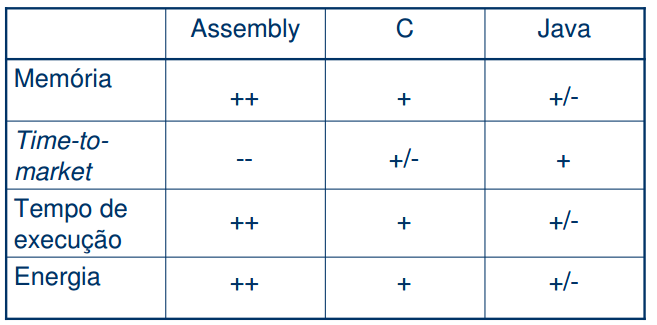 Assembly C Java
Memória ++ + +/-
Time-to-
market -- +/- +
Tempo de
execução ++ + +/-
Energia ++ + +/-